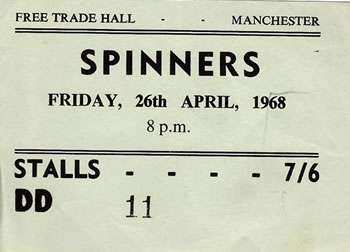 FREE TRADE HALL - - MANCHESTER
SPINNERS
FRIDAY, 26th APRIL, 1968
8 p.m.
STALLS - - - - 7/6
DD 11